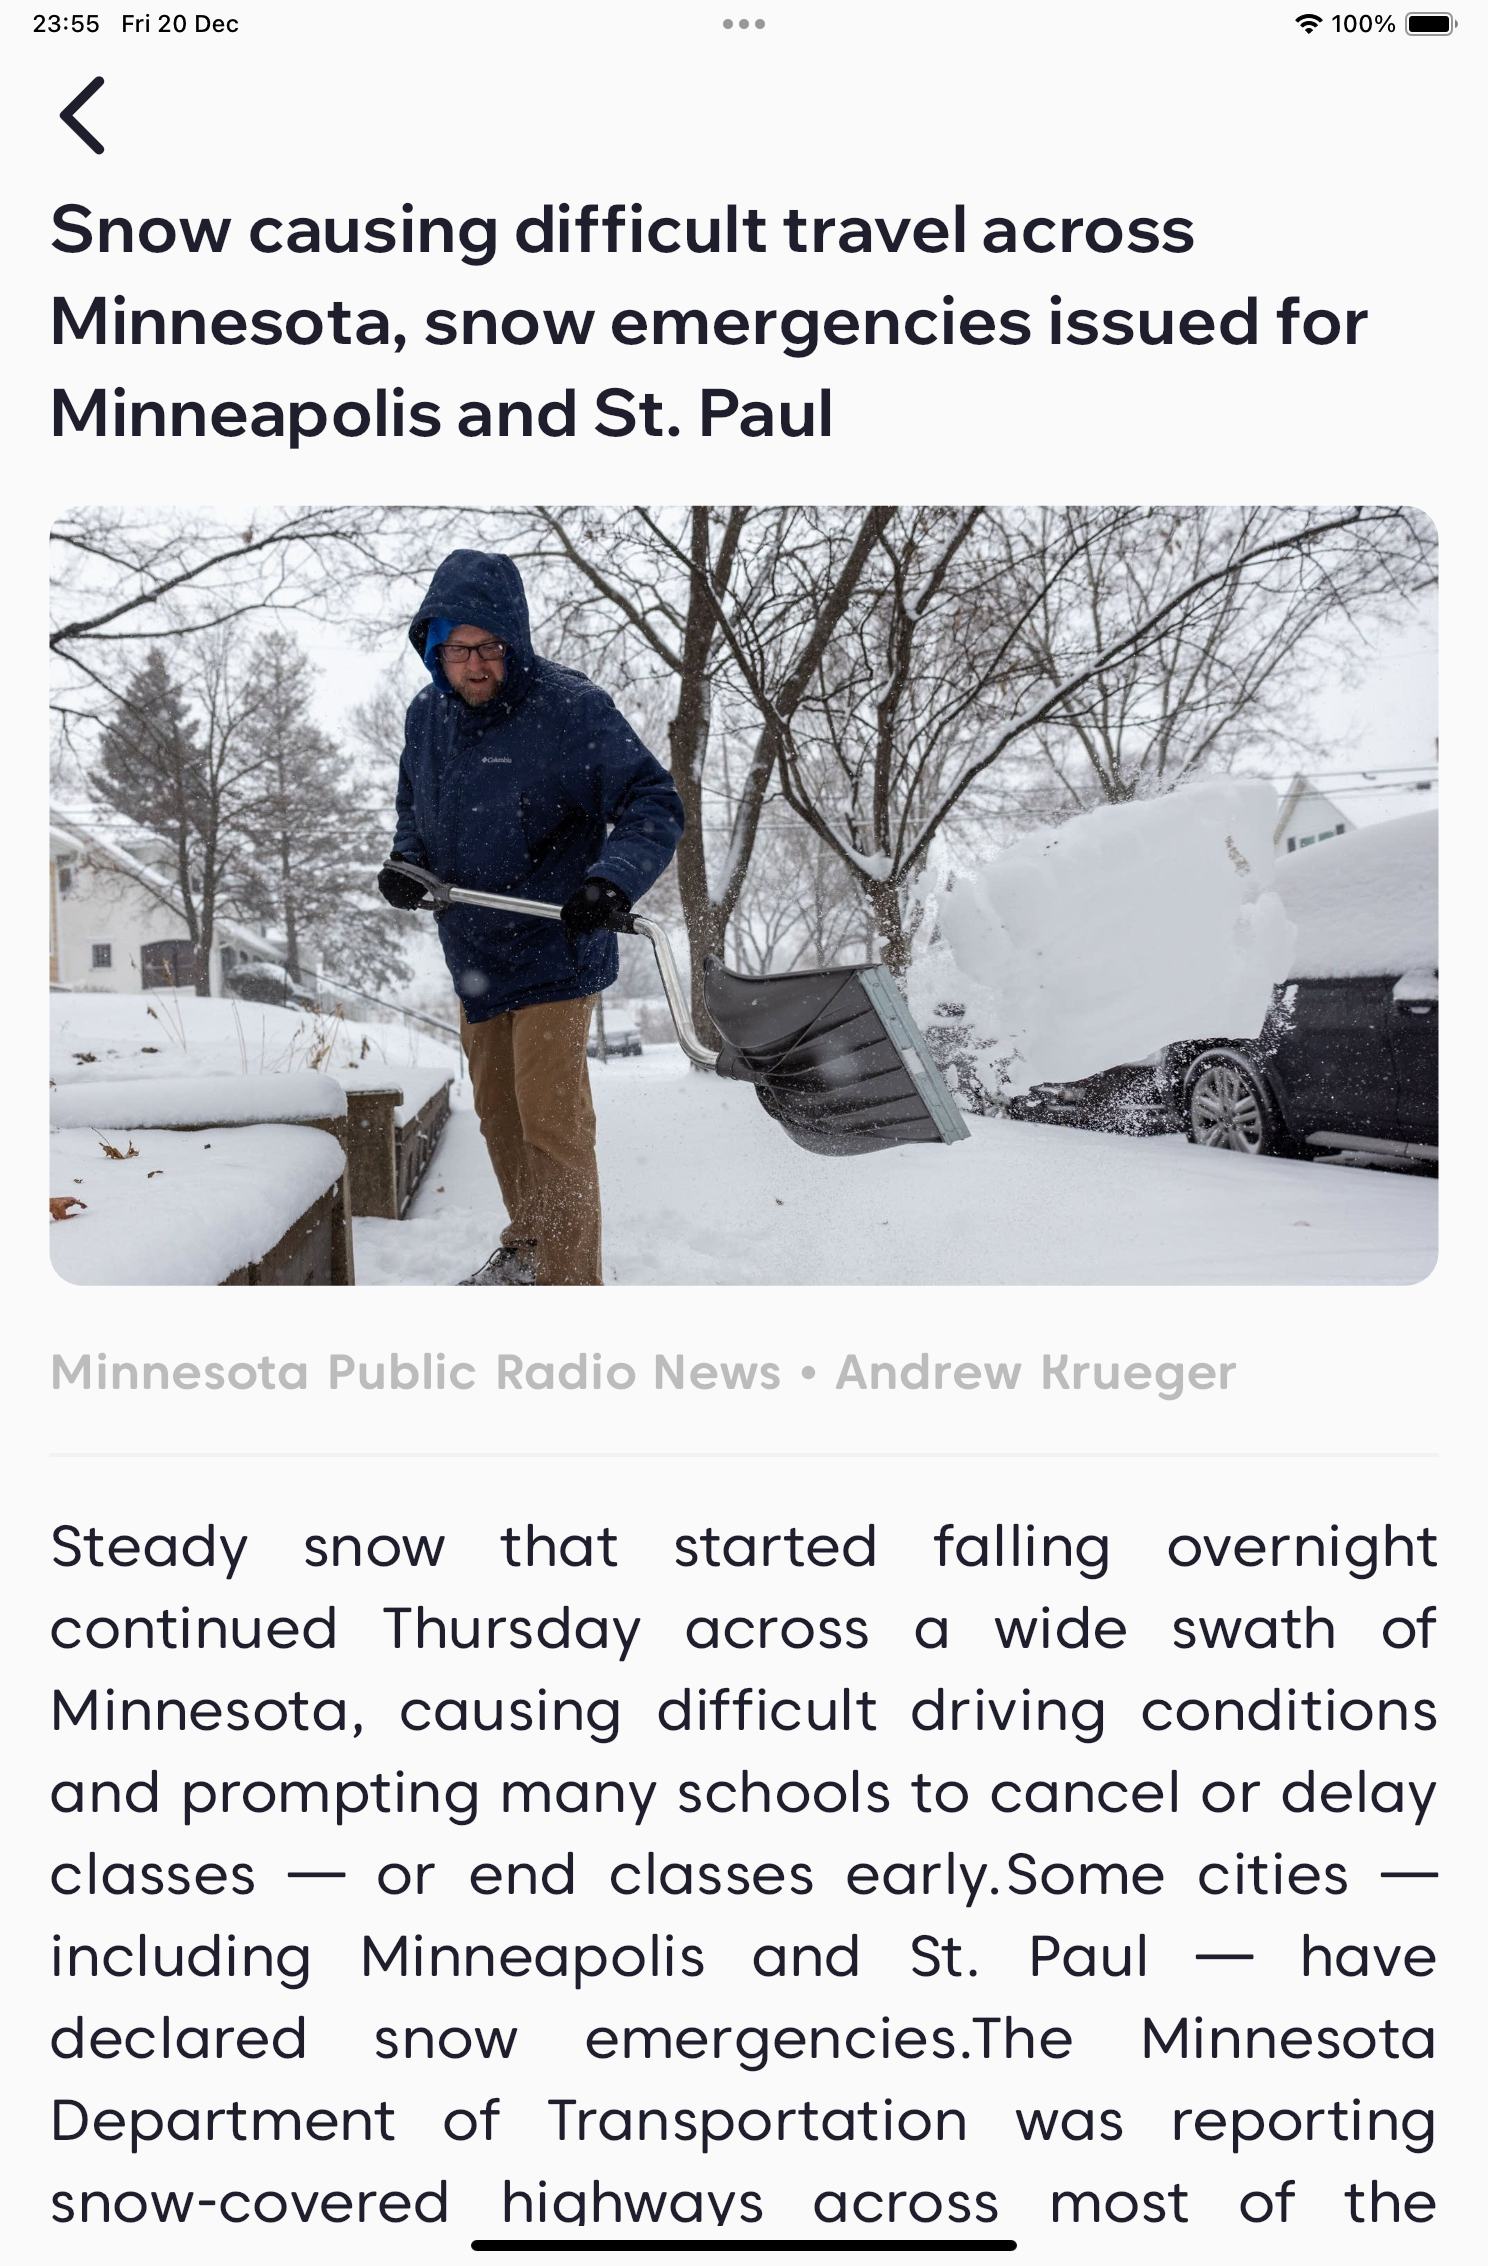 23:55 Fri 20 Dec
100%
Snow causing difficult travel across
Minnesota, snow emergencies issued for
Minneapolis and St. Paul
Columbia
Minnesota Public Radio News • Andrew Krueger
Steady snow that started falling overnight
continued Thursday across a wide swath of
Minnesota, causing difficult driving conditions
and prompting many schools to cancel or delay
classes — or end classes early.Some cities —
including Minneapolis and St. Paul — have
declared snow emergencies.The Minnesota
Department of Transportation was reporting
snow-covered highways across most of the